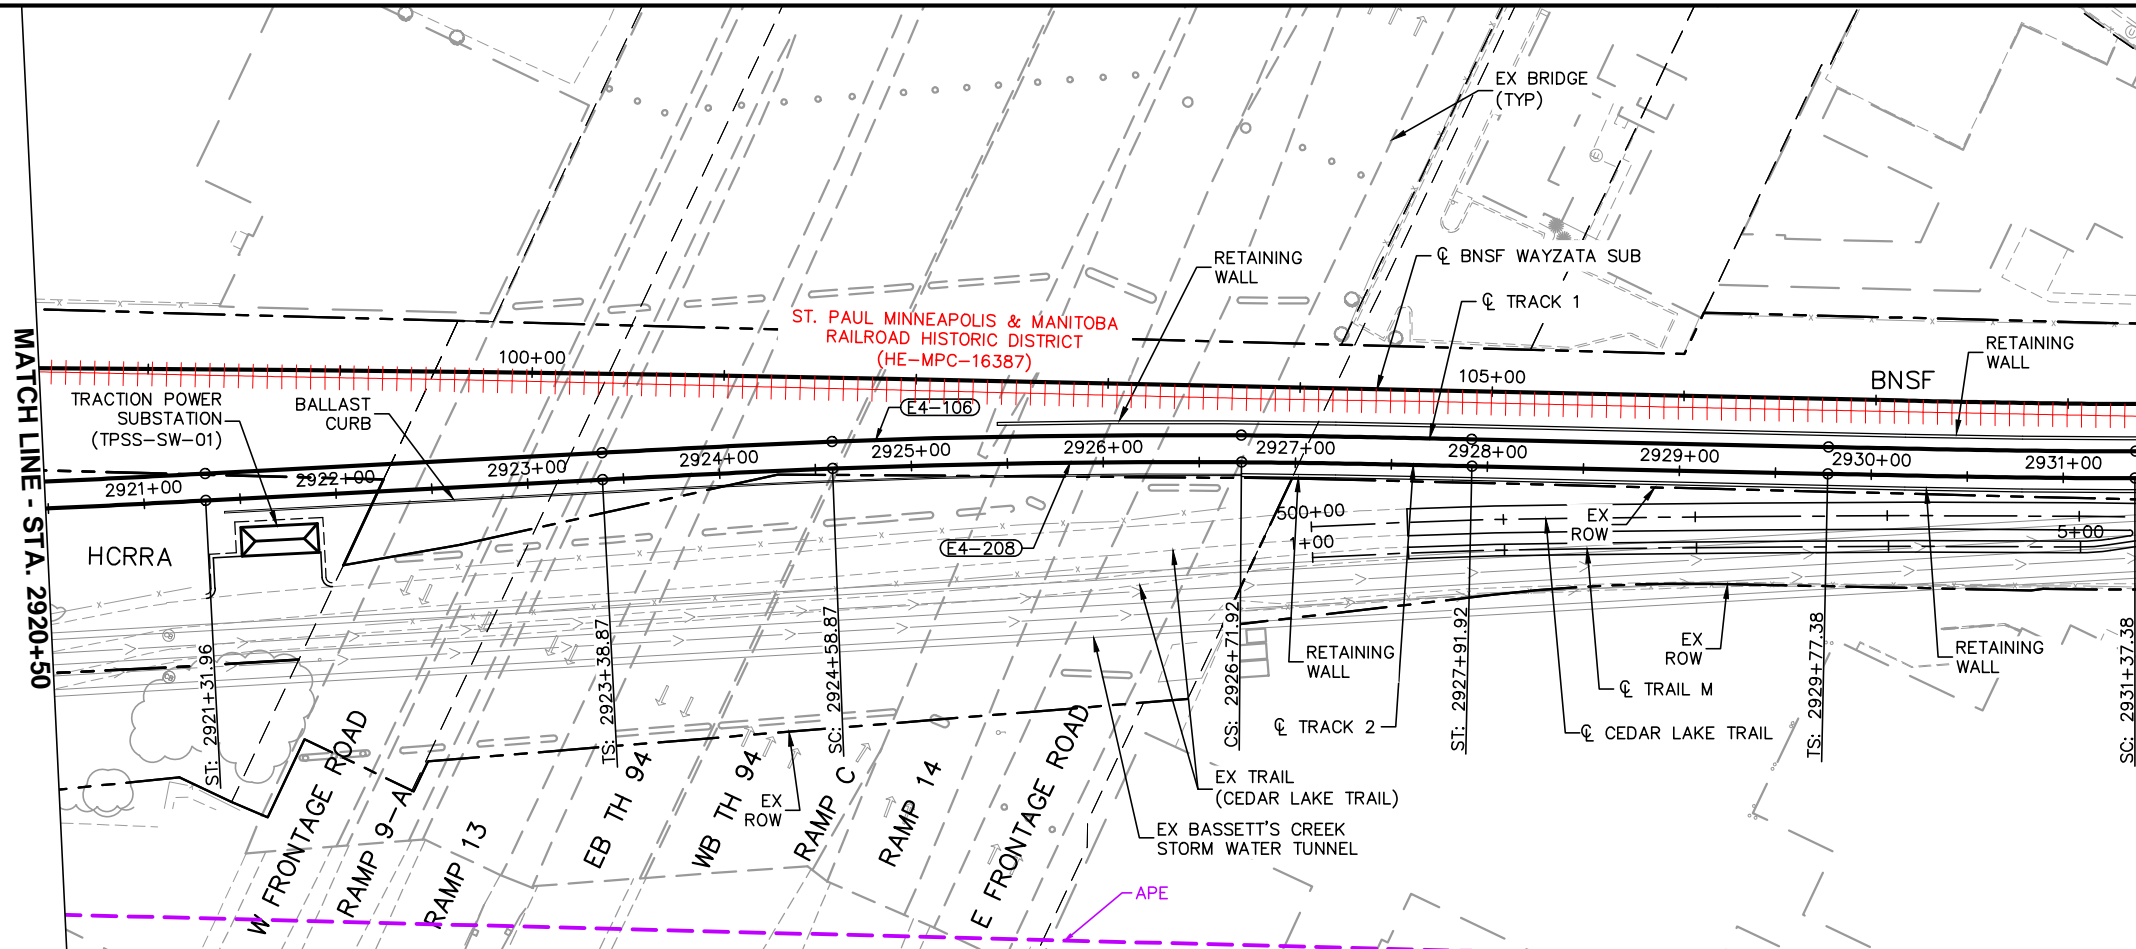 EX BRIDGE
(TYP)
RETAINING
WALL
℄ BNSF WAYZATA SUB
℄ TRACK 1
ST. PAUL MINNEAPOLIS & MANITOBA
RAILROAD HISTORIC DISTRICT
(HE-MPC-16387)
RETAINING
WALL
100+00
105+00
BNSF
MATCH LINE - STA. 2920+50
TRACTION POWER
SUBSTATION
(TPSS-SW-01)
BALLAST
CURB
E4-106
2921+00
2922+00
2923+00
2924+00
2925+00
2926+00
2927+00
2928+00
2929+00
2930+00
2931+00
HCRRA
E4-208
500+00
1+00
EX
ROW
5+00
ST: 2921+31.96
TS: 2923+38.87
SC: 2924+58.87
CS: 2926+71.92
ST: 2927+91.92
TS: 2929+77.38
SC: 2931+37.38
RETAINING
WALL
EX
ROW
RETAINING
WALL
℄ TRAIL M
℄ TRACK 2
℄ CEDAR LAKE TRAIL
W FRONTAGE ROAD
RAMP 9-A
RAMP 13
EB TH 94
WB TH 94
EX
ROW
RAMP C
RAMP 14
E FRONTAGE ROAD
EX TRAIL
(CEDAR LAKE TRAIL)
EX BASSETT'S CREEK
STORM WATER TUNNEL
APE